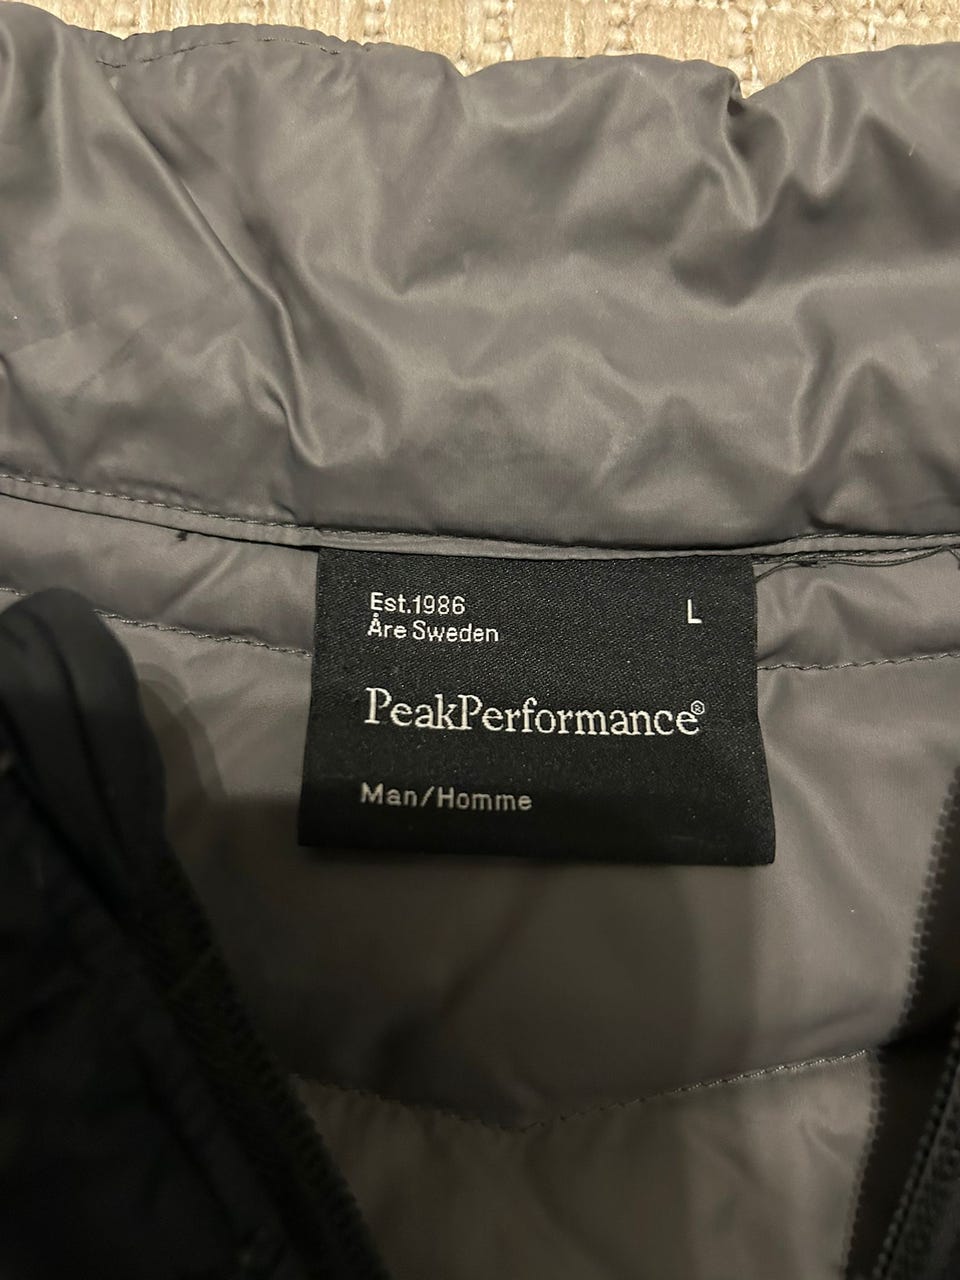 Est.1986
L
Åre Sweden
PeakPerformance®
Man/Homme